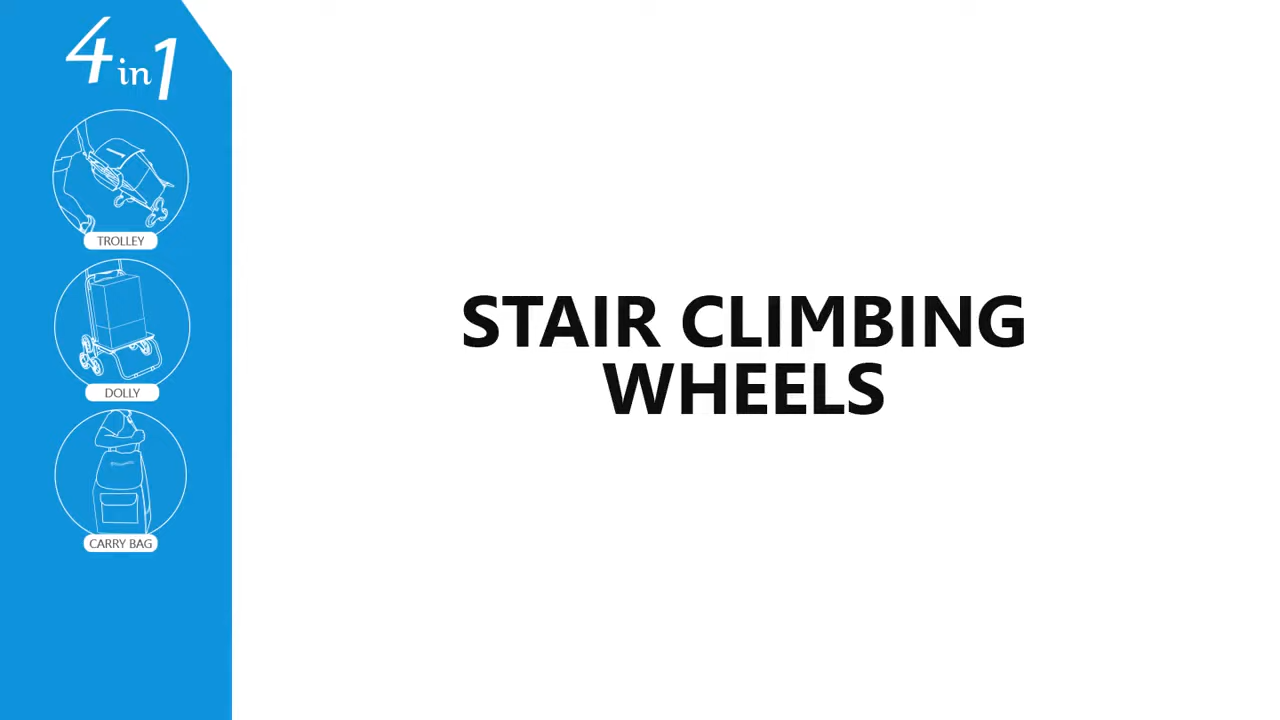 4 in 1
TROLLEY
DOLLY
CARRY BAG
STAIR CLIMBING
WHEELS